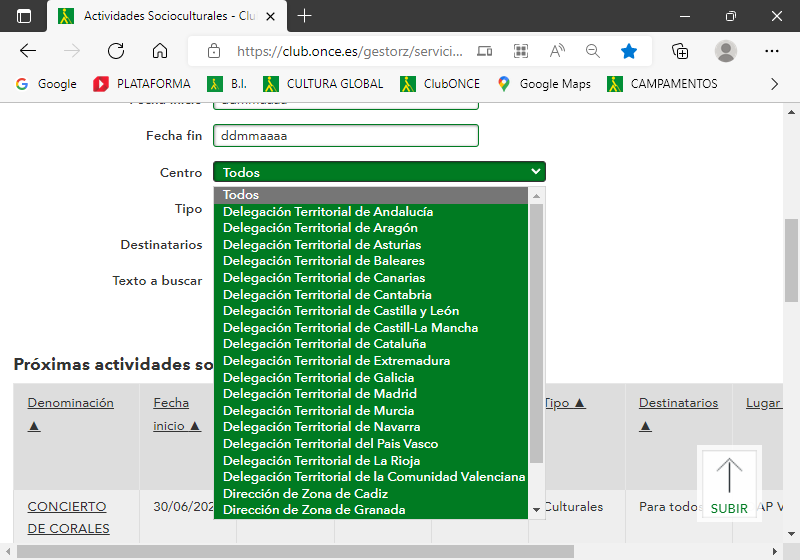 Actividades Socioculturales - Clu
https://club.once.es/gestorz/servici...
Google
PLATAFORMA
B.I.
CULTURA GLOBAL
ClubONCE
Google Maps
CAMPAMENTOS
Fecha inicio ddmmaaaa
Fecha fin ddmmaaaa
Centro Todos
Todos
Tipo
Delegación Territorial de Andalucía
Delegación Territorial de Aragón
Destinatarios
Delegación Territorial de Asturias
Delegación Territorial de Baleares
Texto a buscar
Delegación Territorial de Canarias
Delegación Territorial de Cantabria
Delegación Territorial de Castilla y León
Delegación Territorial de Castill-La Mancha
Delegación Territorial de Cataluña
Próximas actividades so
Delegación Territorial de Extremadura
Delegación Territorial de Galicia
Delegación Territorial de Madrid
Delegación Territorial de Murcia
Delegación Territorial de Navarra
Delegación Territorial del Pais Vasco
Delegación Territorial de La Rioja
Delegación Territorial de la Comunidad Valenciana
Dirección de Zona de Cadiz
Dirección de Zona de Granada
Denominación ▲
Fecha inicio ▲
Tipo ▲
Destinatarios ▲
Lugar
CONCIERTO
DE CORALES
30/06/202
Culturales
Para todos
AP V
SUBIR